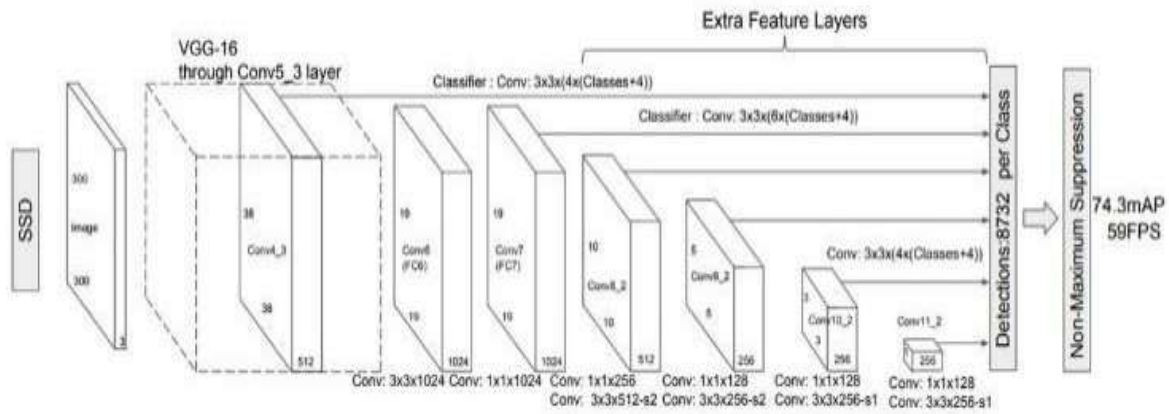 Extra Feature Layers
VGG-16
through Conv5_3 layer
Classifier : Conv: 3x3x(4x(Classes+4))
Classifier : Conv: 3x3x(6x(Classes+4))
SSD
300
Image
300
3
38
Conv4_3
38
512
19
Conv6
(FC6)
19
1024
19
Conv7
(FC7)
19
1024
10
Conv8_2
10
512
5
Conv9_2
5
256
Conv: 3x3x(4x(Classes+4))
3
Conv10_2
3
256
Conv11_2
256
Detections:8732 per Class
Non-Maximum Suppression
74.3mAP
59FPS
Conv: 3x3x1024
Conv: 1x1x1024
Conv: 1x1x256
Conv: 3x3x512-s2
Conv: 1x1x128
Conv: 3x3x256-s2
Conv: 1x1x128
Conv: 3x3x256-s1
Conv: 1x1x128
Conv: 3x3x256-s1